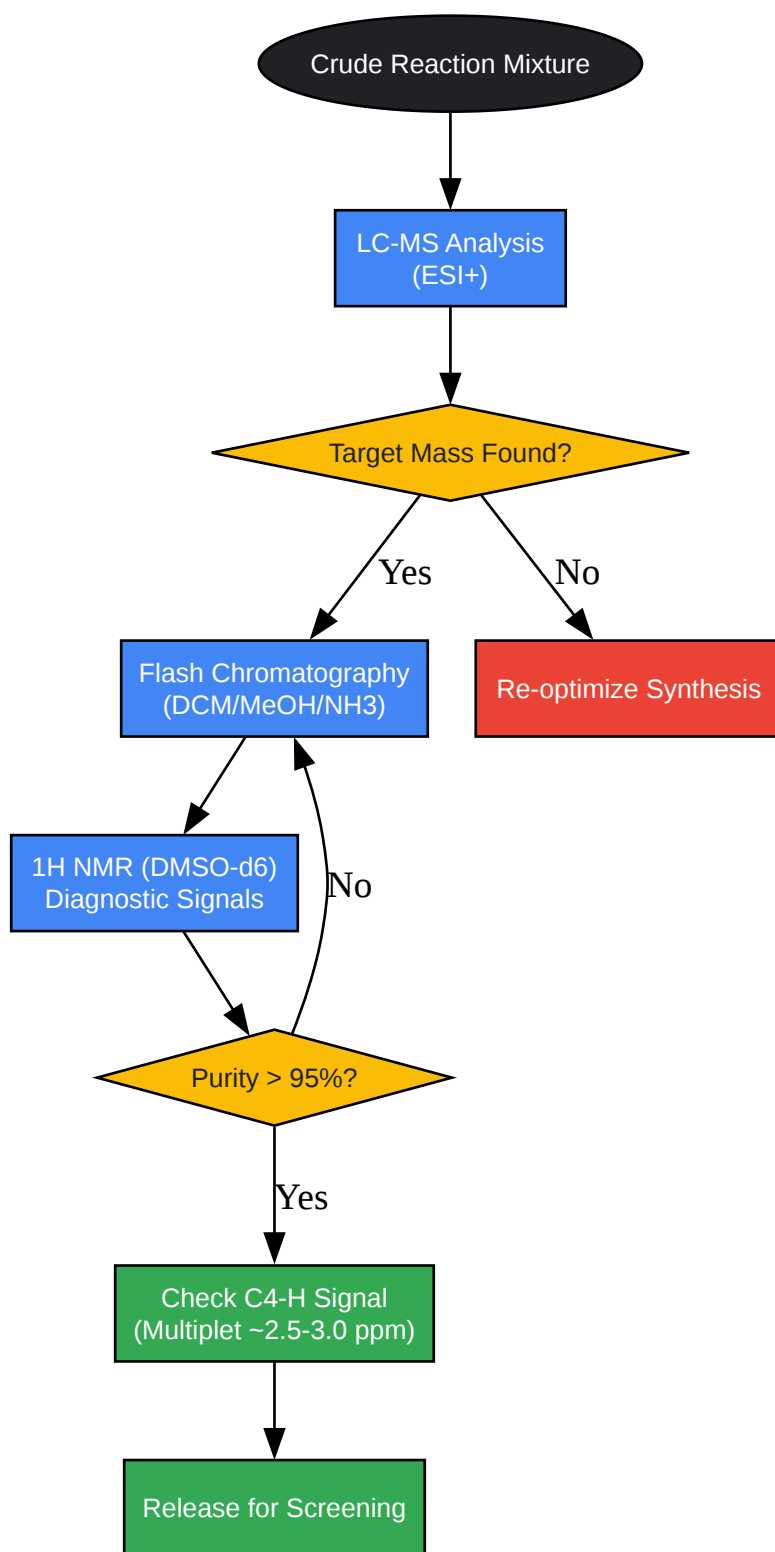 Crude Reaction Mixture
LC-MS Analysis
(ESI+)
Target Mass Found?
Yes
No
Flash Chromatography
(DCM/MeOH/NH3)
Re-optimize Synthesis
1H NMR (DMSO-d6)
Diagnostic Signals
No
Purity > 95%?
Yes
Check C4-H Signal
(Multiplet ~2.5-3.0 ppm)
Release for Screening